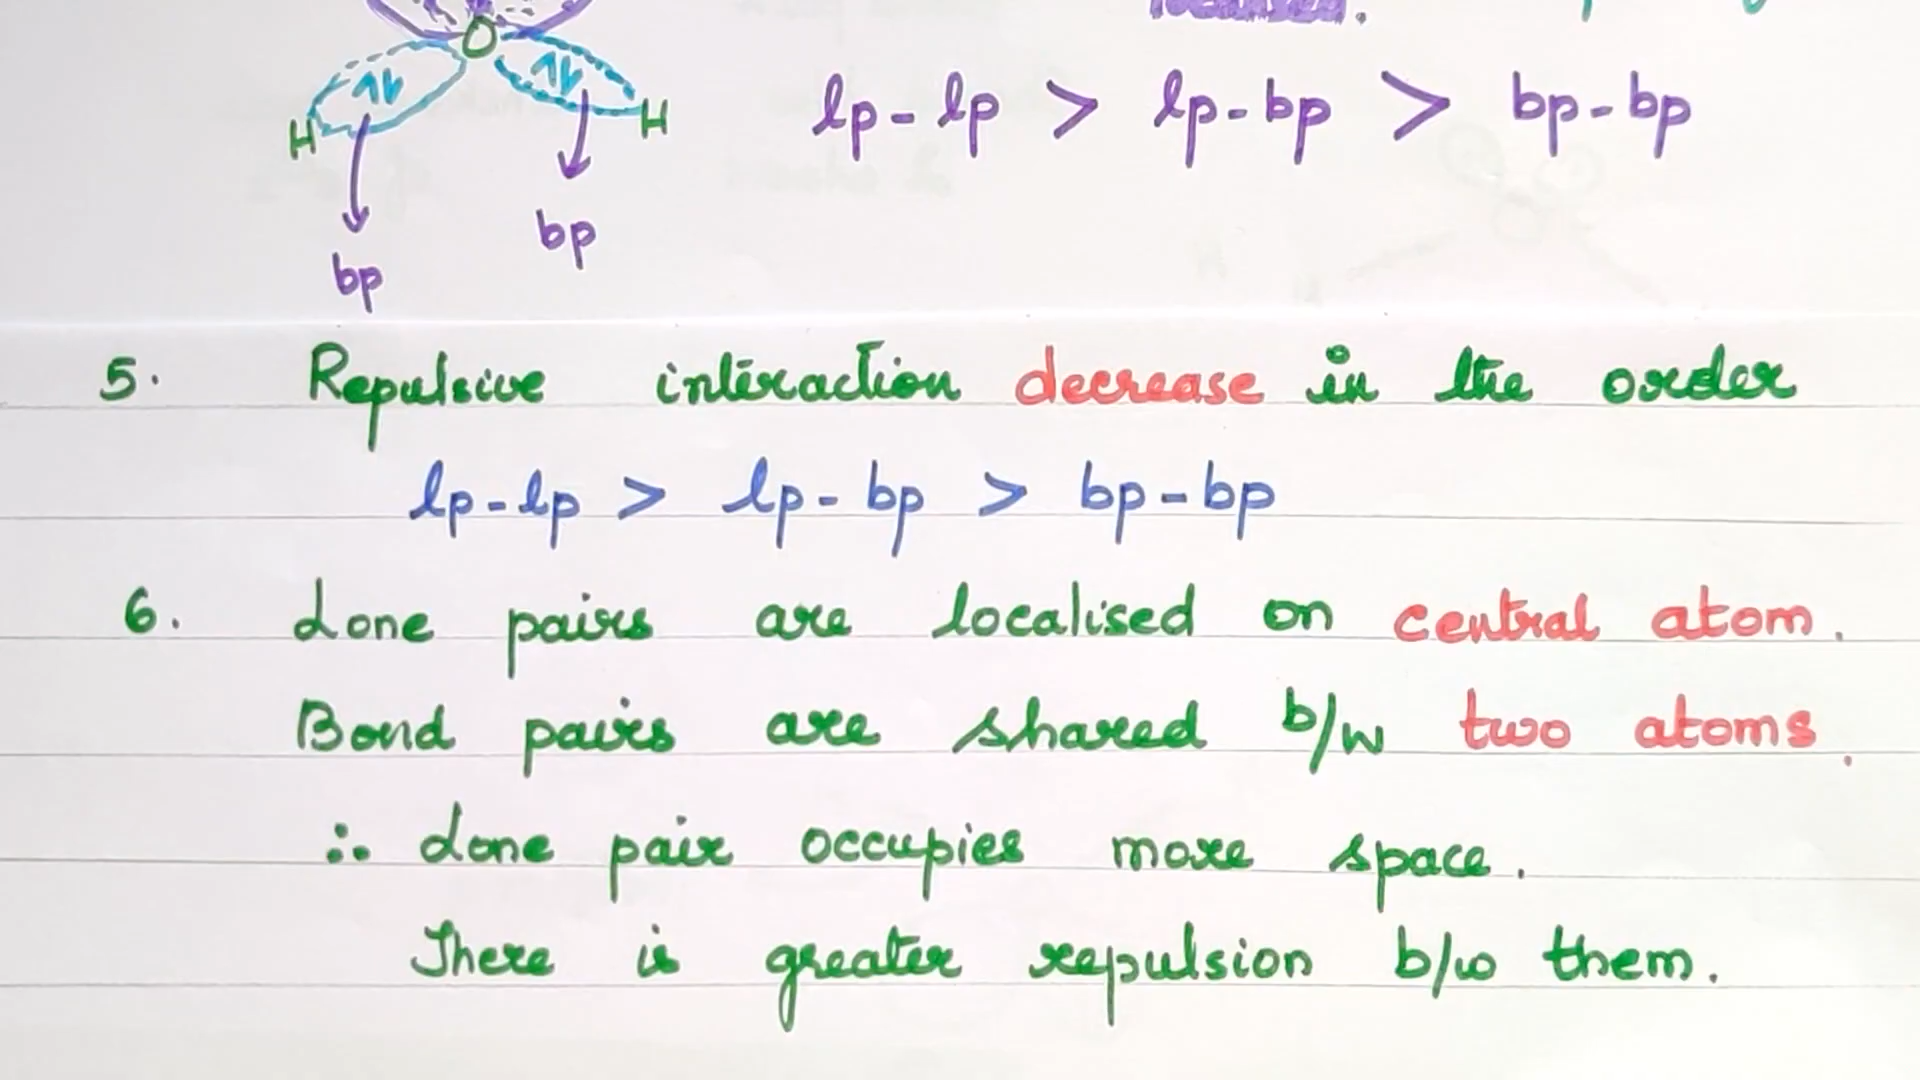 O
H
H
bp
bp
lp - lp > lp - bp > bp - bp
5. Repulsive interaction decrease in the order
lp - lp > lp - bp > bp - bp
6. Lone pairs are localised on central atom.
Bond pairs are shared b/w two atoms.
∴ Lone pair occupies more space.
There is greater repulsion b/w them.